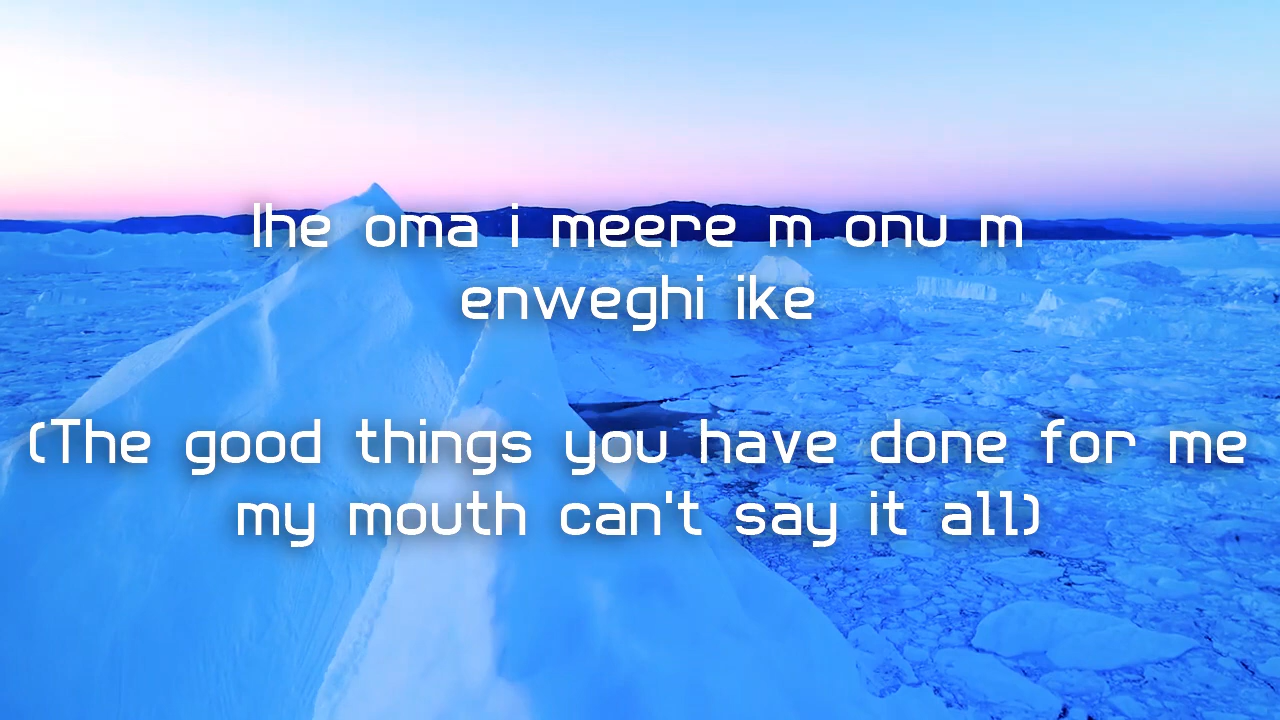 Ihe oma i meere m onu m
enweghi ike
(The good things you have done for me
my mouth can't say it all)